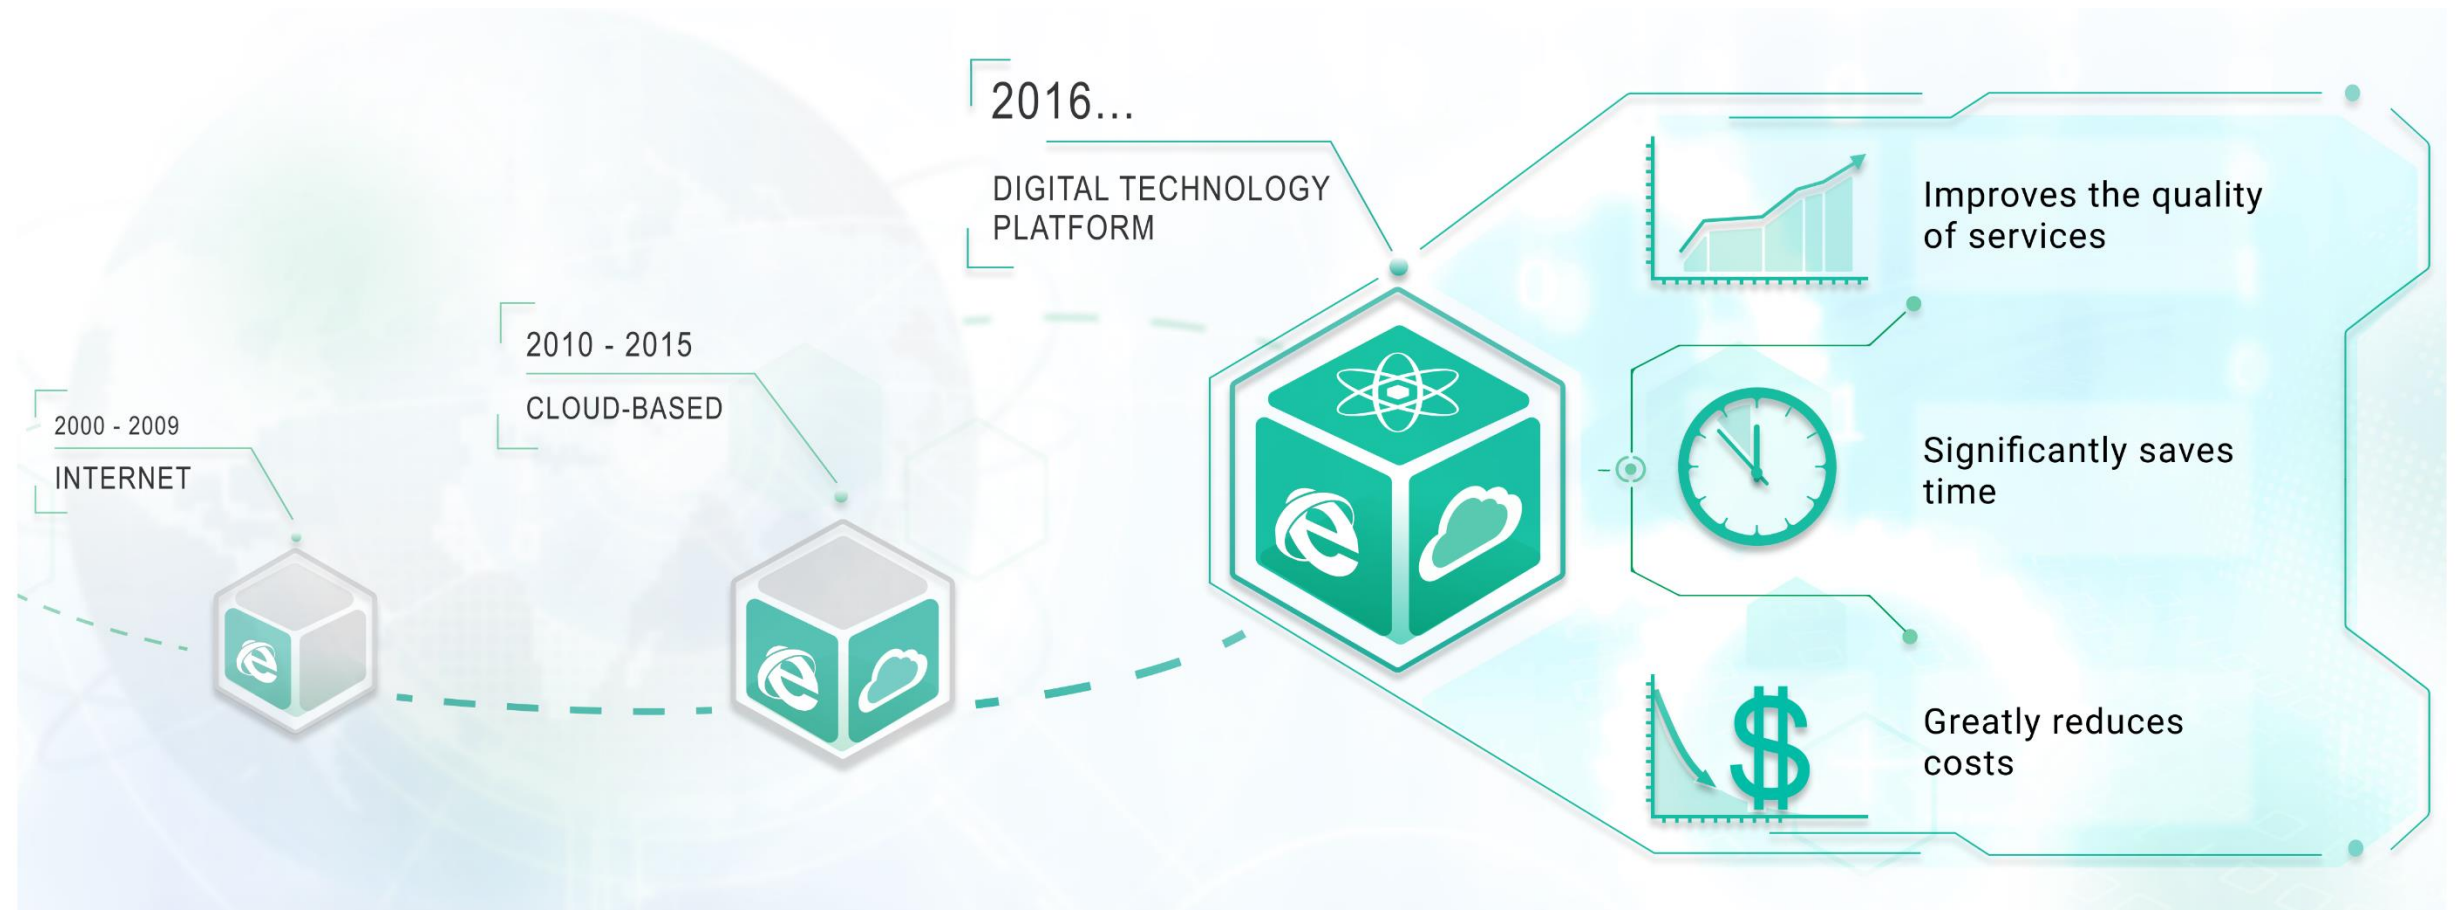 2000 - 2009
INTERNET
2010 - 2015
CLOUD-BASED
2016...
DIGITAL TECHNOLOGY
PLATFORM
Improves the quality
of services
Significantly saves
time
Greatly reduces
costs